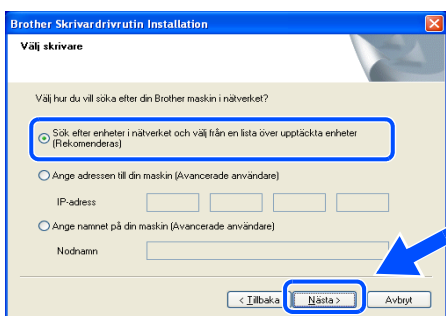 Brother Skrivardrivrutin Installation
Välj skrivare
Välj hur du vill söka efter din Brother maskin i nätverket?
Sök efter enheter i nätverket och välj från en lista över upptäckta enheter
(Rekomenderas)
Ange adressen till din maskin (Avancerade användare)
IP-adress
Ange namnet på din maskin (Avancerade användare)
Nodnamn
< Tillbaka
Nästa >
Avbryt